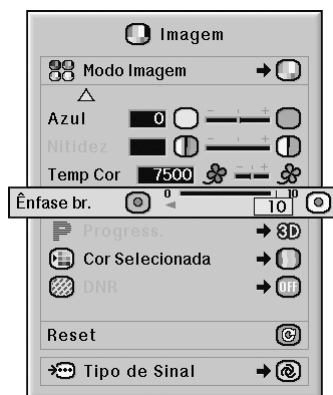 Imagem
Modo Imagem
Azul 0 - +
Nitidez - +
Temp Cor 7500 - +
Ênfase br. 0 10
10
P Progress. 3D
Cor Selecionada
DNR OFF
Reset
Tipo de Sinal